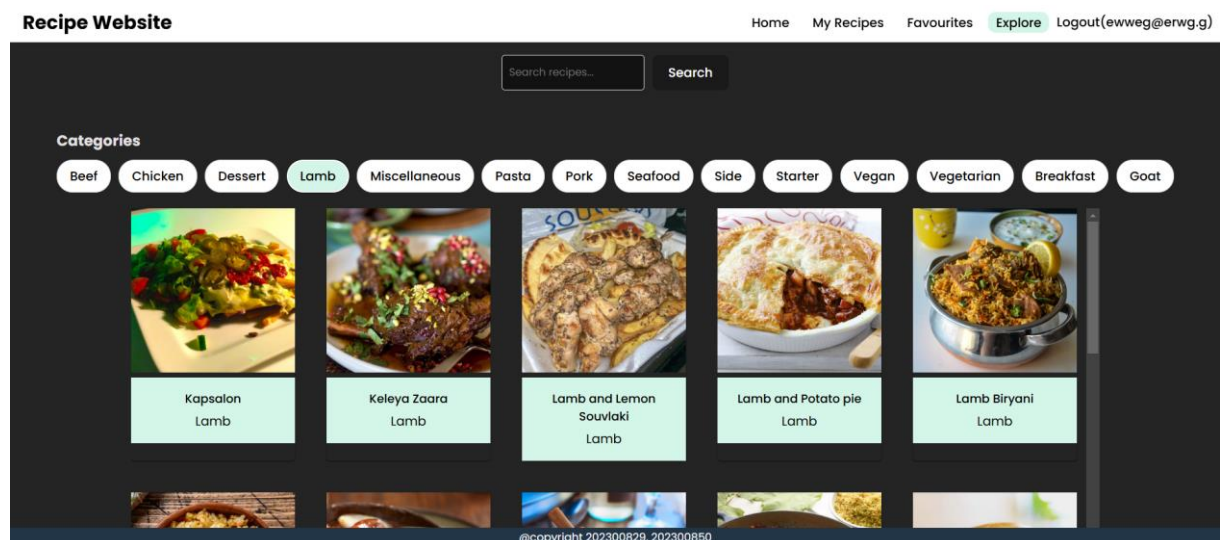 Recipe Website
Home My Recipes Favourites Explore Logout(ewweg@erwg.g)
Search recipes... Search
Categories
Beef Chicken Dessert Lamb Miscellaneous Pasta Pork Seafood Side Starter Vegan Vegetarian Breakfast Goat
Kapsalon
Lamb
Keleya Zaara
Lamb
Lamb and Lemon
Souvlaki
Lamb
Lamb and Potato pie
Lamb
Lamb Biryani
Lamb
@copyright 202300829, 202300850